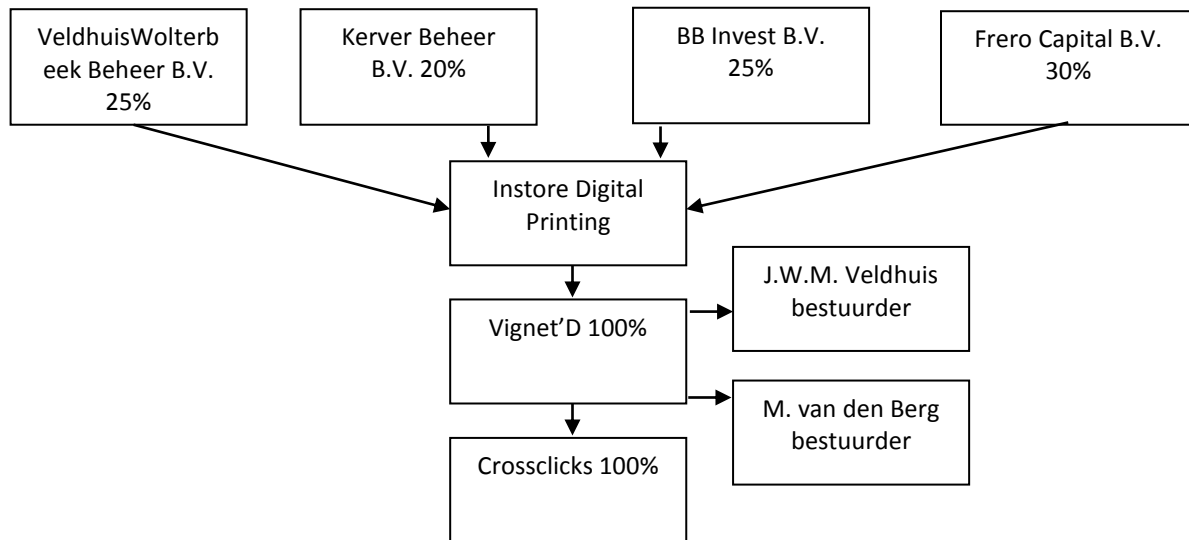 VeldhuisWolterb
eek Beheer B.V.
25%
Kerver Beheer
B.V. 20%
BB Invest B.V.
25%
Frero Capital B.V.
30%
Instore Digital
Printing
J.W.M. Veldhuis
bestuurder
Vignet’D 100%
M. van den Berg
bestuurder
Crossclicks 100%